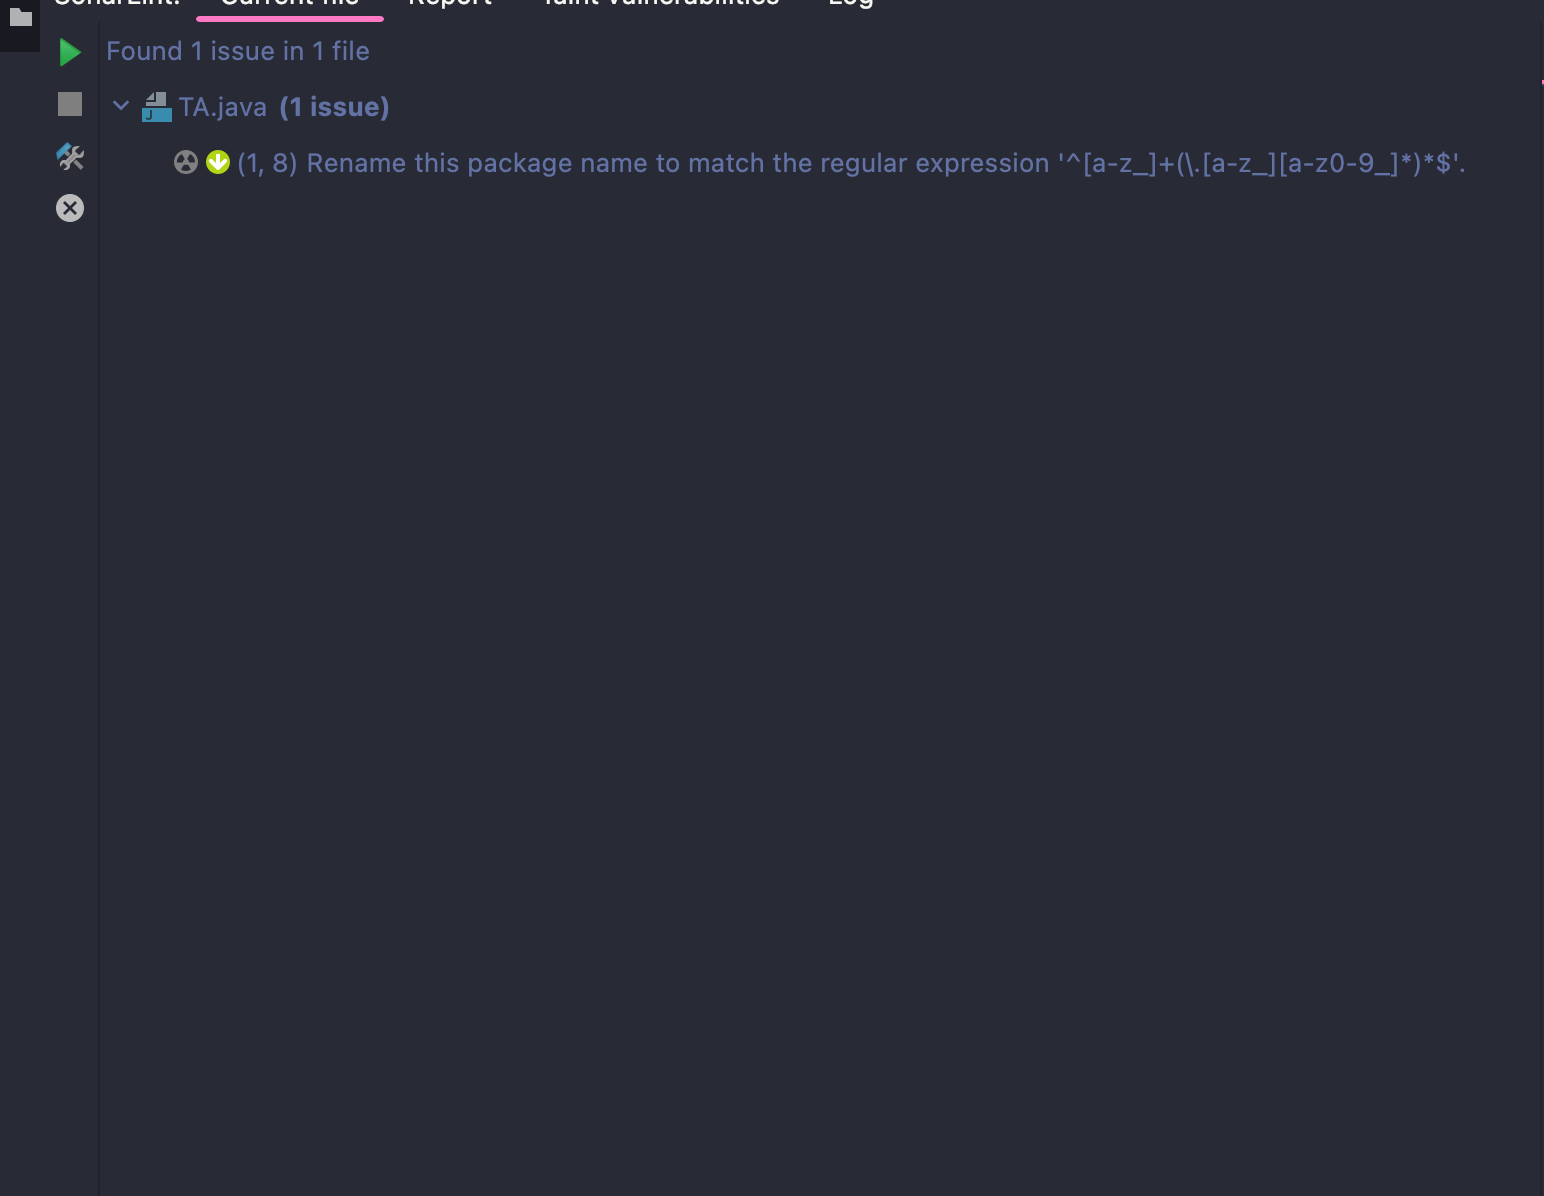 SonarLint: Current file Report Taint Vulnerabilities Log
Found 1 issue in 1 file
TA.java (1 issue)
(1, 8) Rename this package name to match the regular expression '^[a-z_]+(\.[a-z_][a-z0-9_]*)*$'.